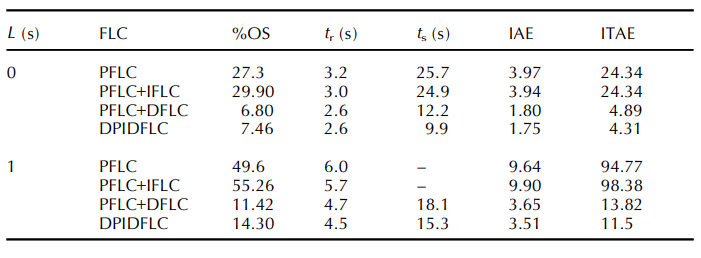 L (s) FLC %OS tr (s) ts (s) IAE ITAE
0 PFLC 27.3 3.2 25.7 3.97 24.34
PFLC+IFLC 29.90 3.0 24.9 3.94 24.34
PFLC+DFLC 6.80 2.6 12.2 1.80 4.89
DPIDFLC 7.46 2.6 9.9 1.75 4.31
1 PFLC 49.6 6.0 – 9.64 94.77
PFLC+IFLC 55.26 5.7 – 9.90 98.38
PFLC+DFLC 11.42 4.7 18.1 3.65 13.82
DPIDFLC 14.30 4.5 15.3 3.51 11.5